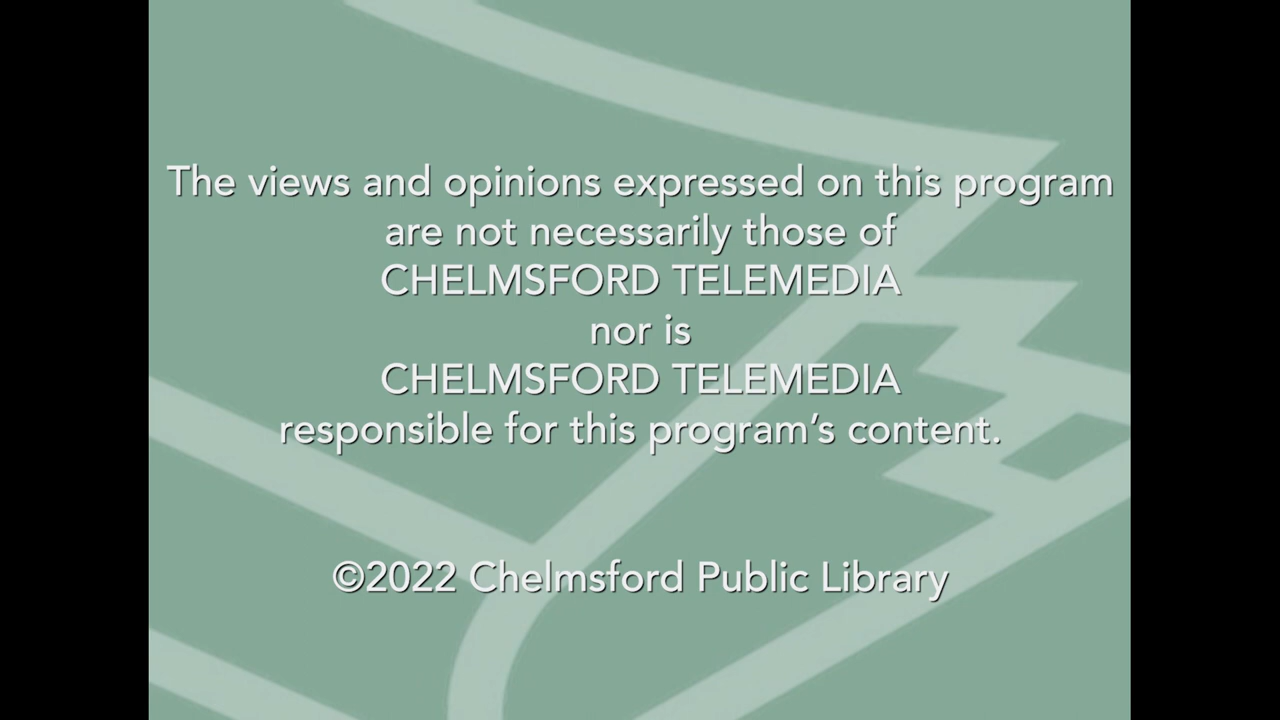 The views and opinions expressed on this program
are not necessarily those of
CHELMSFORD TELEMEDIA
nor is
CHELMSFORD TELEMEDIA
responsible for this program’s content.
©2022 Chelmsford Public Library